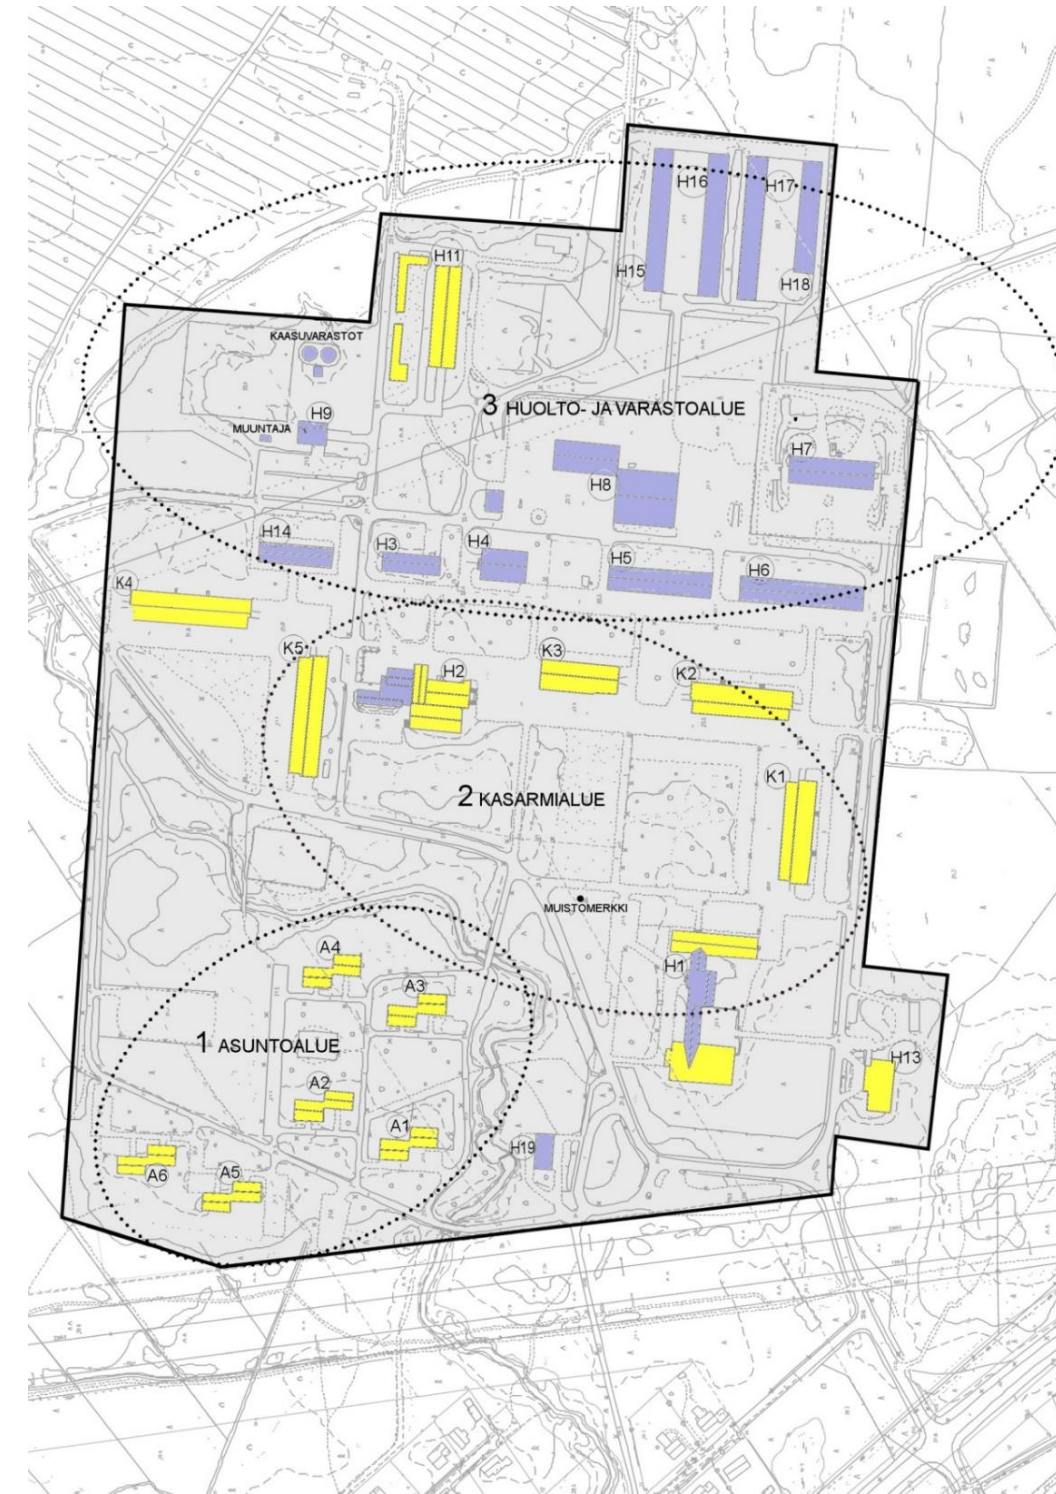 H16
H17
H15
H18
H11
KAASUVARASTOT
3 HUOLTO- JA VARASTOALUE
H9
MUUNTAJA
H7
H8
H14
H3
H4
H5
H6
K4
K5
H2
K3
K2
K1
2 KASARMIALUE
MUISTOMERKKI
H1
A4
A3
1 ASUNTOALUE
H13
A2
A1
H19
A6
A5